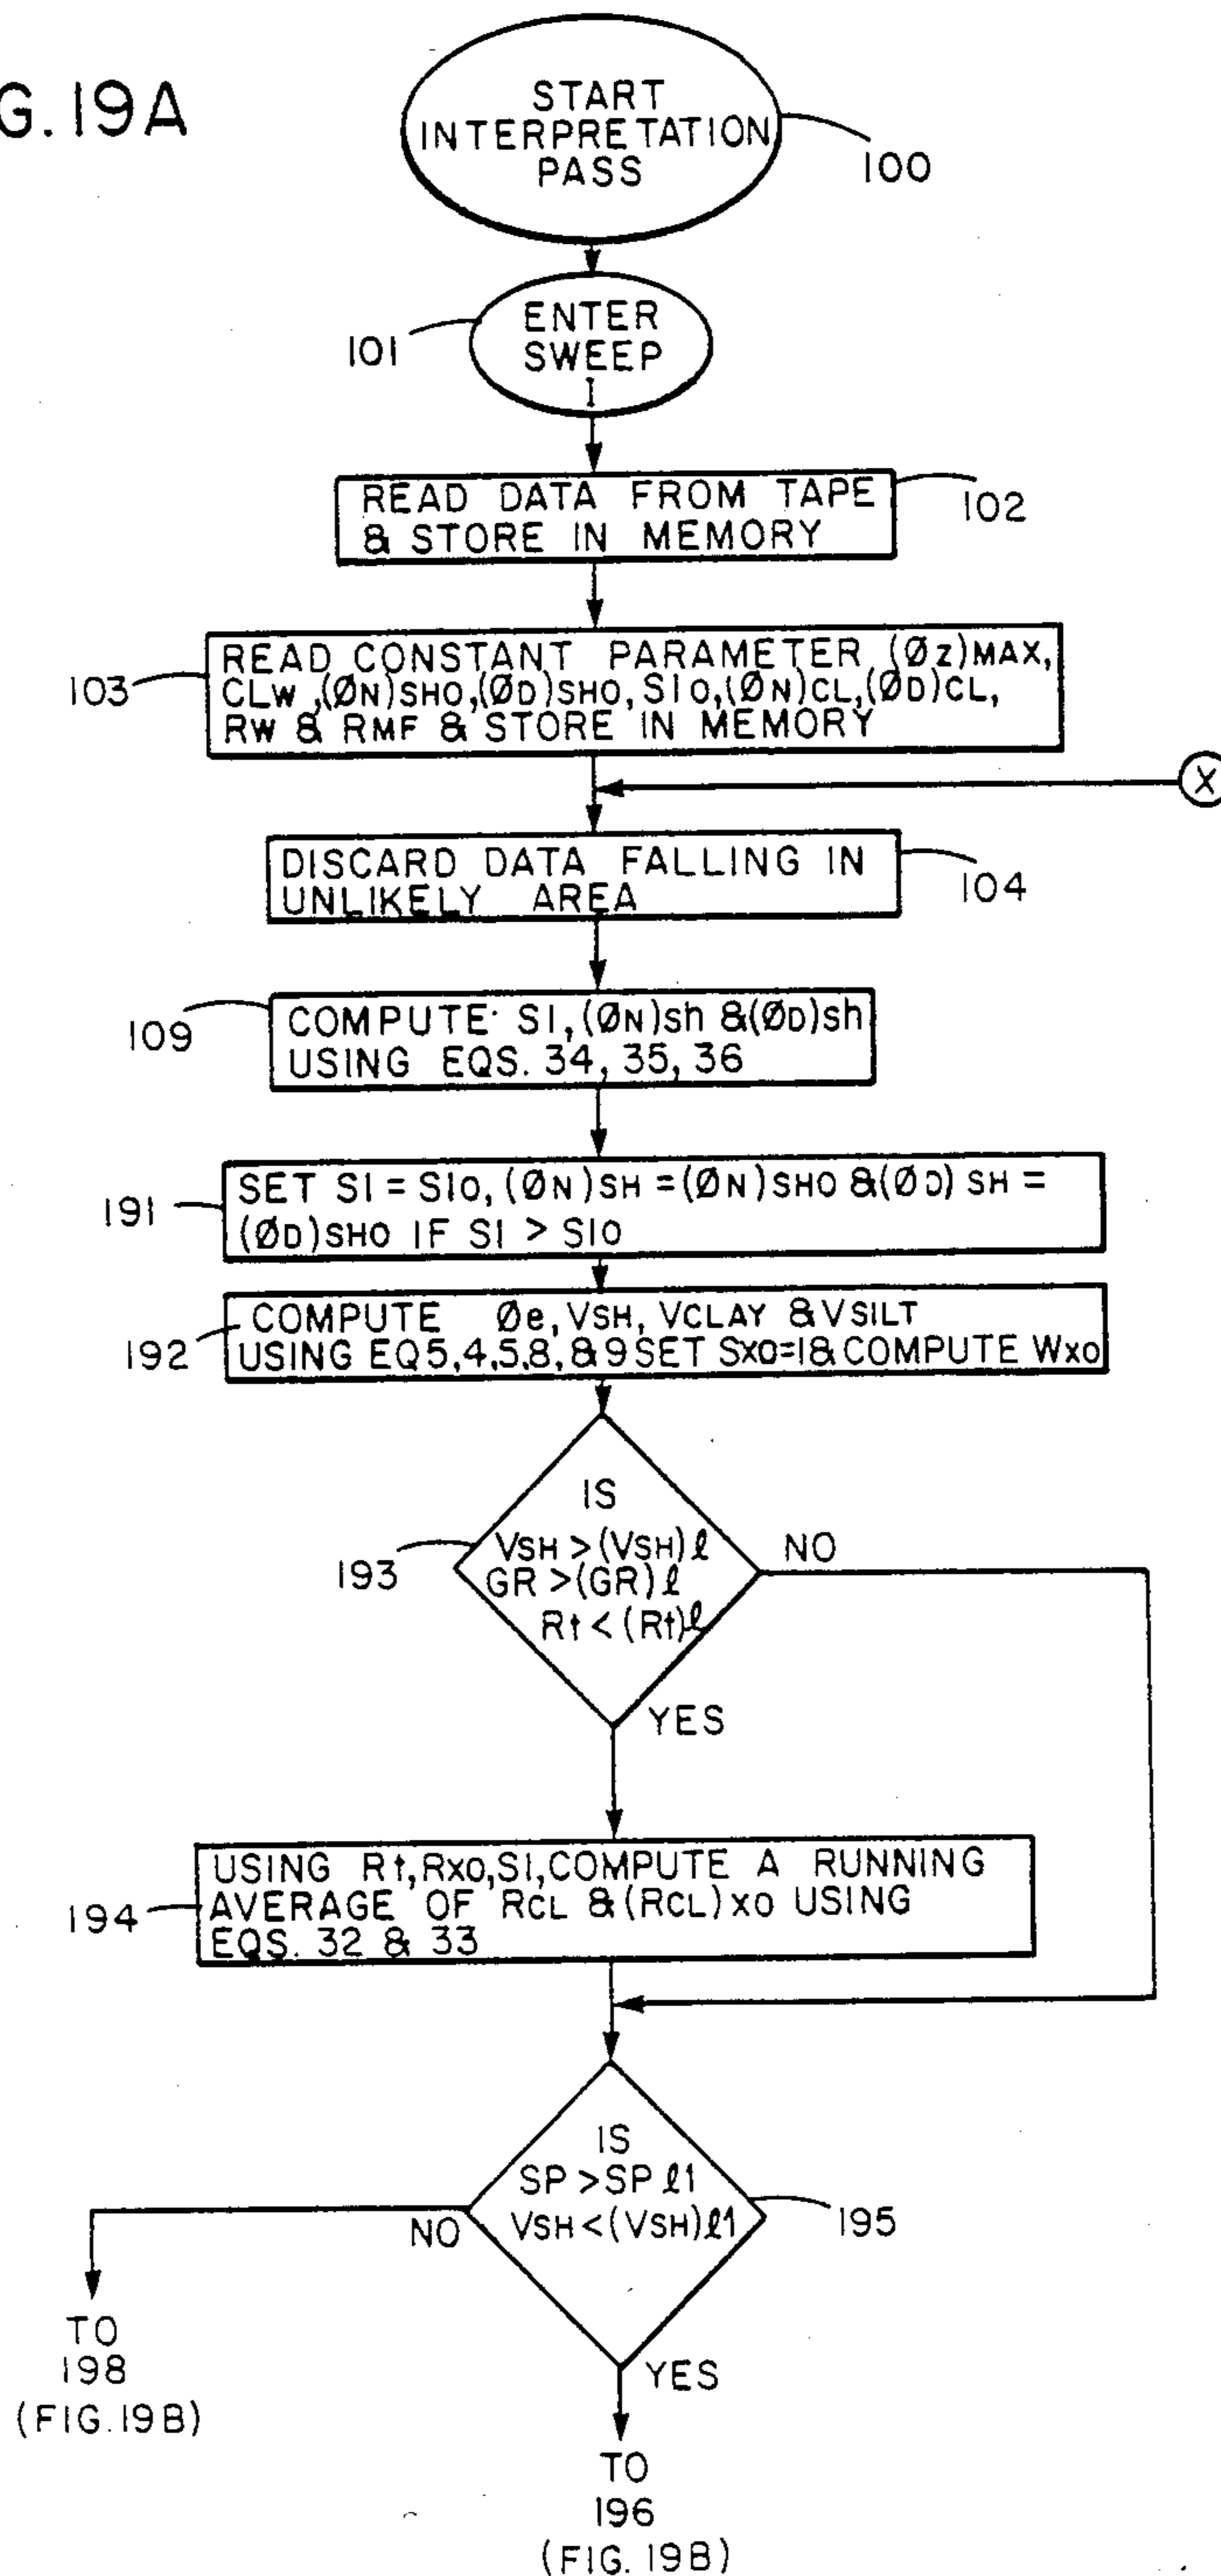 G. 19A
START
INTERPRETATION
PASS
100
ENTER
SWEEP
1
101
READ DATA FROM TAPE
& STORE IN MEMORY
102
READ CONSTANT PARAMETER (ØZ)MAX,
CLW,(ØN)SHO,(ØD)SHO, SIO,(ØN)CL,(ØD)CL,
RW & RMF & STORE IN MEMORY
103
X
DISCARD DATA FALLING IN
UNLIKELY AREA
104
COMPUTE SI,(ØN)sh &(ØD)sh
USING EQS. 34, 35, 36
109
SET SI = SIO, (ØN)SH =(ØN)SHO &(ØD) SH =
(ØD)SHO IF SI > SIO
191
COMPUTE Øe, VSH, VCLAY & VSILT
USING EQ5,4,5,8, & 9 SET SXO=1& COMPUTE WXO
192
IS
VSH > (VSH)ℓ
GR >(GR)ℓ
Rt < (Rt)ℓ
193
NO
YES
USING Rt, RXO, SI, COMPUTE A RUNNING
AVERAGE OF RCL &(RCL)XO USING
EQS. 32 & 33
194
IS
SP > SP ℓ1
VSH < (VSH)ℓ1
195
NO
YES
TO
198
(FIG. 19B)
TO
196
(FIG. 19B)